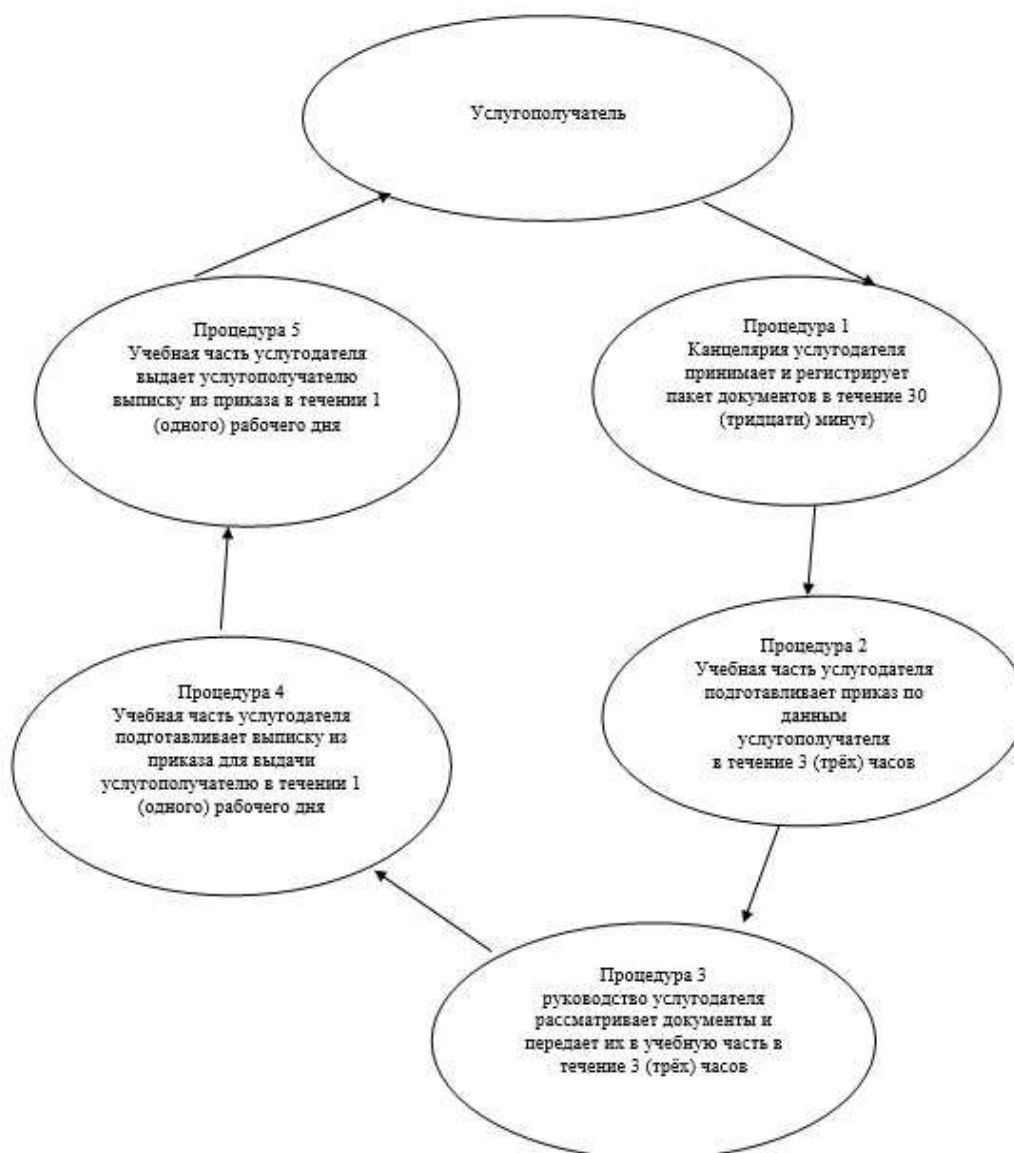 Услугополучатель
Процедура 1
Канцелярия услугодателя
принимает и регистрирует
пакет документов в течение 30
(тридцати) минут)
Процедура 2
Учебная часть услугодателя
подготавливает приказ по
данным
услугополучателя
в течение 3 (трёх) часов
Процедура 3
руководство услугодателя
рассматривает документы и
передает их в учебную часть в
течение 3 (трёх) часов
Процедура 4
Учебная часть услугодателя
подготавливает выписку из
приказа для выдачи
услугополучателю в течении 1
(одного) рабочего дня
Процедура 5
Учебная часть услугодателя
выдает услугополучателю
выписку из приказа в течении 1
(одного) рабочего дня